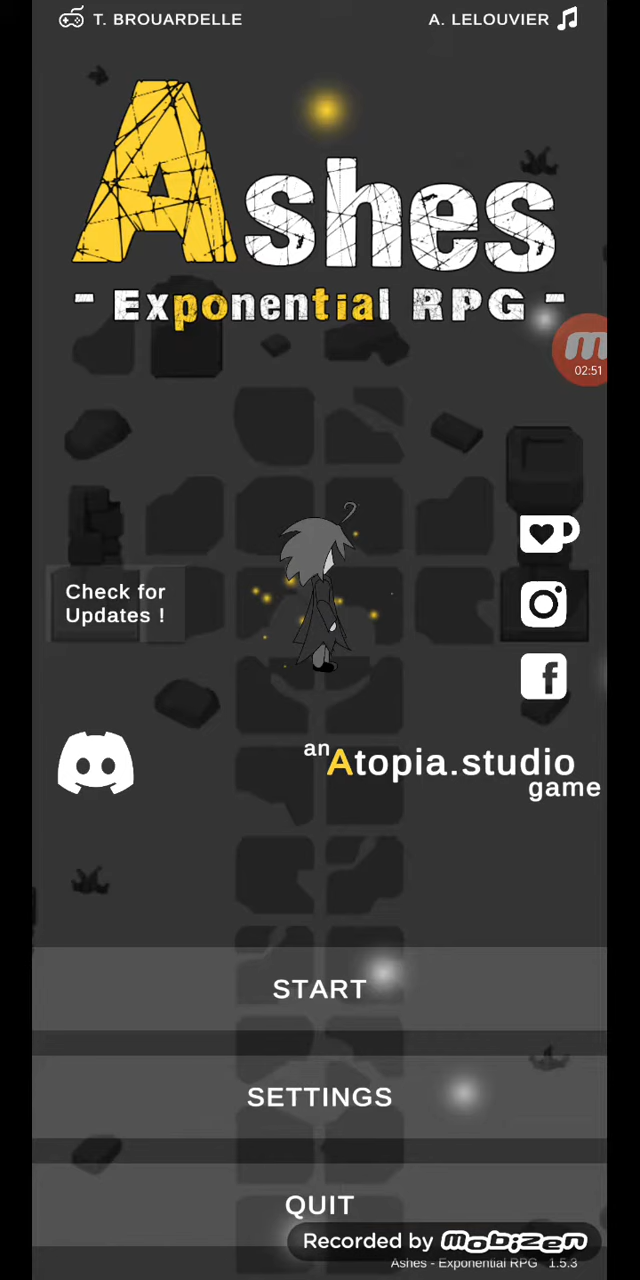 T. BROUARDELLE
A. LELOUVIER
Ashes
- Exponential RPG -
02:51
Check for
Updates !
an
Atopia.studio
game
START
SETTINGS
QUIT
Recorded by mobizen
Ashes - Exponential RPG 1.5.3